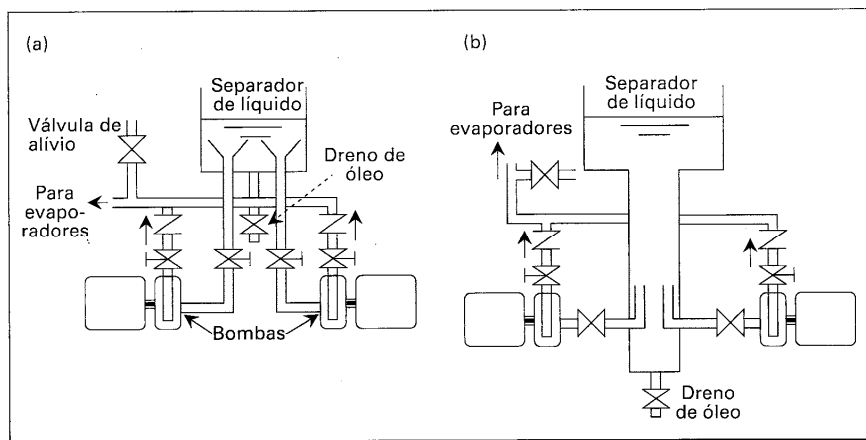 (a)
Separador
de líquido
Válvula de
alívio
Dreno de
óleo
Para
evapo-
radores
Bombas
(b)
Separador
de líquido
Para
evaporadores
Dreno
de óleo